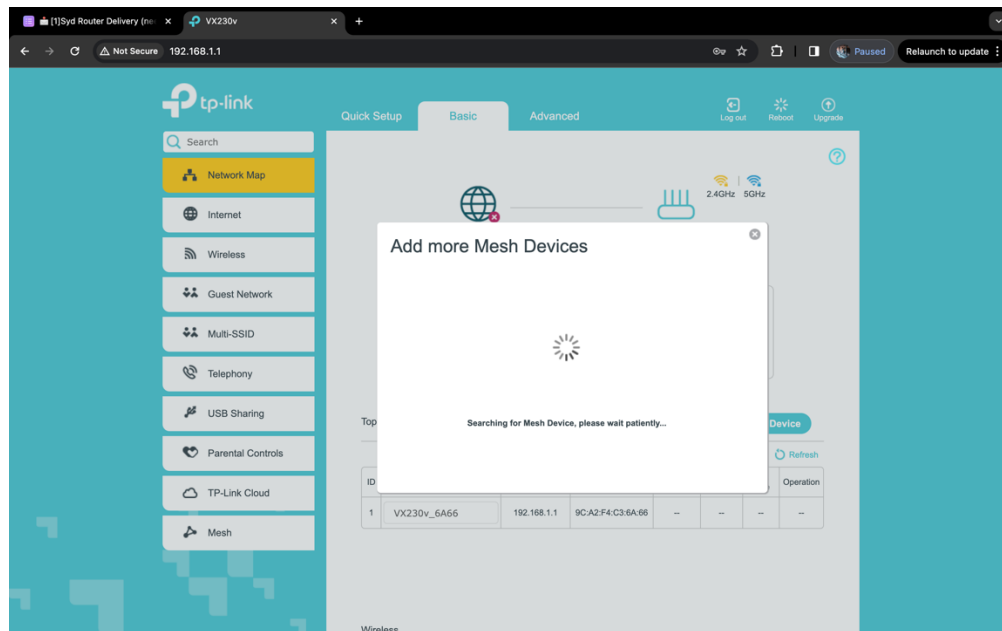 [1]Syd Router Delivery (ne
VX230v
Not Secure 192.168.1.1
Paused
Relaunch to update
tp-link
Quick Setup
Basic
Advanced
Log out
Reboot
Upgrade
Search
Network Map
Internet
Wireless
Guest Network
Multi-SSID
Telephony
USB Sharing
Parental Controls
TP-Link Cloud
Mesh
2.4GHz
5GHz
Add more Mesh Devices
Searching for Mesh Device, please wait patiently...
Top
Device
Refresh
ID
Operation
1 VX230v_6A66 192.168.1.1 9C:A2:F4:C3:6A:66 -- -- -- --
Wireless